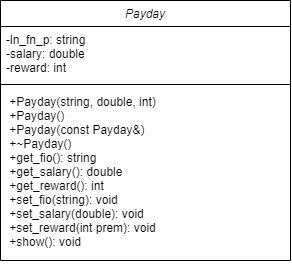 Payday
-ln_fn_p: string
-salary: double
-reward: int
+Payday(string, double, int)
+Payday()
+Payday(const Payday&)
+~Payday()
+get_fio(): string
+get_salary(): double
+get_reward(): int
+set_fio(string): void
+set_salary(double): void
+set_reward(int prem): void
+show(): void